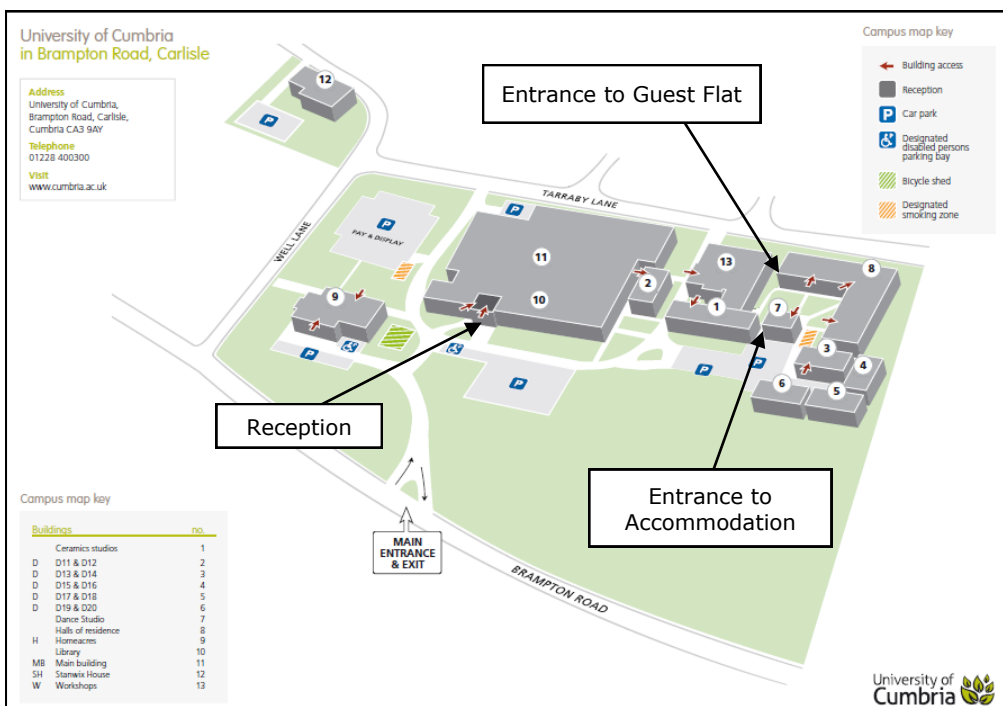 University of Cumbria
in Brampton Road, Carlisle
Address
University of Cumbria,
Brampton Road, Carlisle,
Cumbria CA3 9AY
Telephone
01228 400300
Visit
www.cumbria.ac.uk
Campus map key
Building access
Reception
P Car park
Designated
disabled persons
parking bay
Bicycle shed
Designated
smoking zone
12
P
Entrance to Guest Flat
TARRABY LANE
WELL LANE
P
PAY & DISPLAY
P
11
10
13
8
2
1
7
9
3
4
6
5
P
P
P
P
Reception
Entrance to
Accommodation
MAIN
ENTRANCE
& EXIT
BRAMPTON ROAD
Campus map key
Buildings no.
Ceramics studios 1
D D11 & D12 2
D D13 & D14 3
D D15 & D16 4
D D17 & D18 5
D D19 & D20 6
Dance Studio 7
Halls of residence 8
H Homeacres 9
Library 10
MB Main building 11
SH Stanwix House 12
W Workshops 13
University of
Cumbria